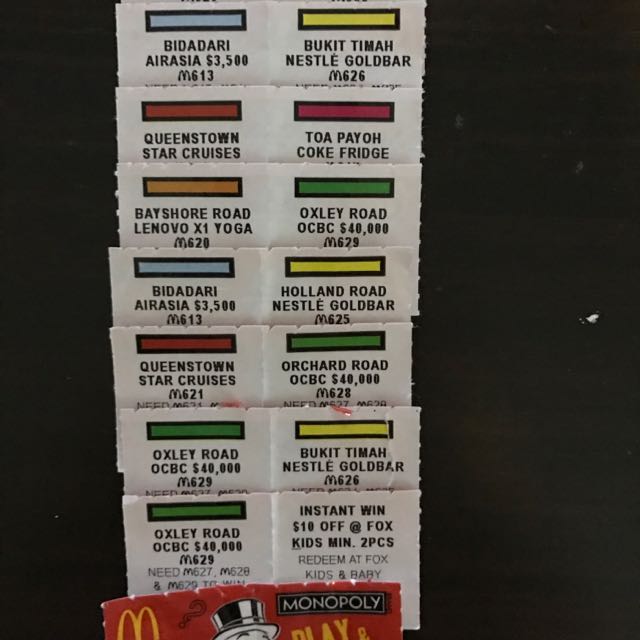 BIDADARI
AIRASIA $3,500
M613
BUKIT TIMAH
NESTLÉ GOLDBAR
M626
QUEENSTOWN
STAR CRUISES
TOA PAYOH
COKE FRIDGE
BAYSHORE ROAD
LENOVO X1 YOGA
M620
OXLEY ROAD
OCBC $40,000
M629
BIDADARI
AIRASIA $3,500
M613
HOLLAND ROAD
NESTLÉ GOLDBAR
M625
QUEENSTOWN
STAR CRUISES
M621
ORCHARD ROAD
OCBC $40,000
M628
OXLEY ROAD
OCBC $40,000
M629
BUKIT TIMAH
NESTLÉ GOLDBAR
M626
OXLEY ROAD
OCBC $40,000
M629
NEED M627, M628
& M629 TO WIN
INSTANT WIN
$10 OFF @ FOX
KIDS MIN. 2PCS
REDEEM AT FOX
KIDS & BABY
MONOPOLY
PLAY &